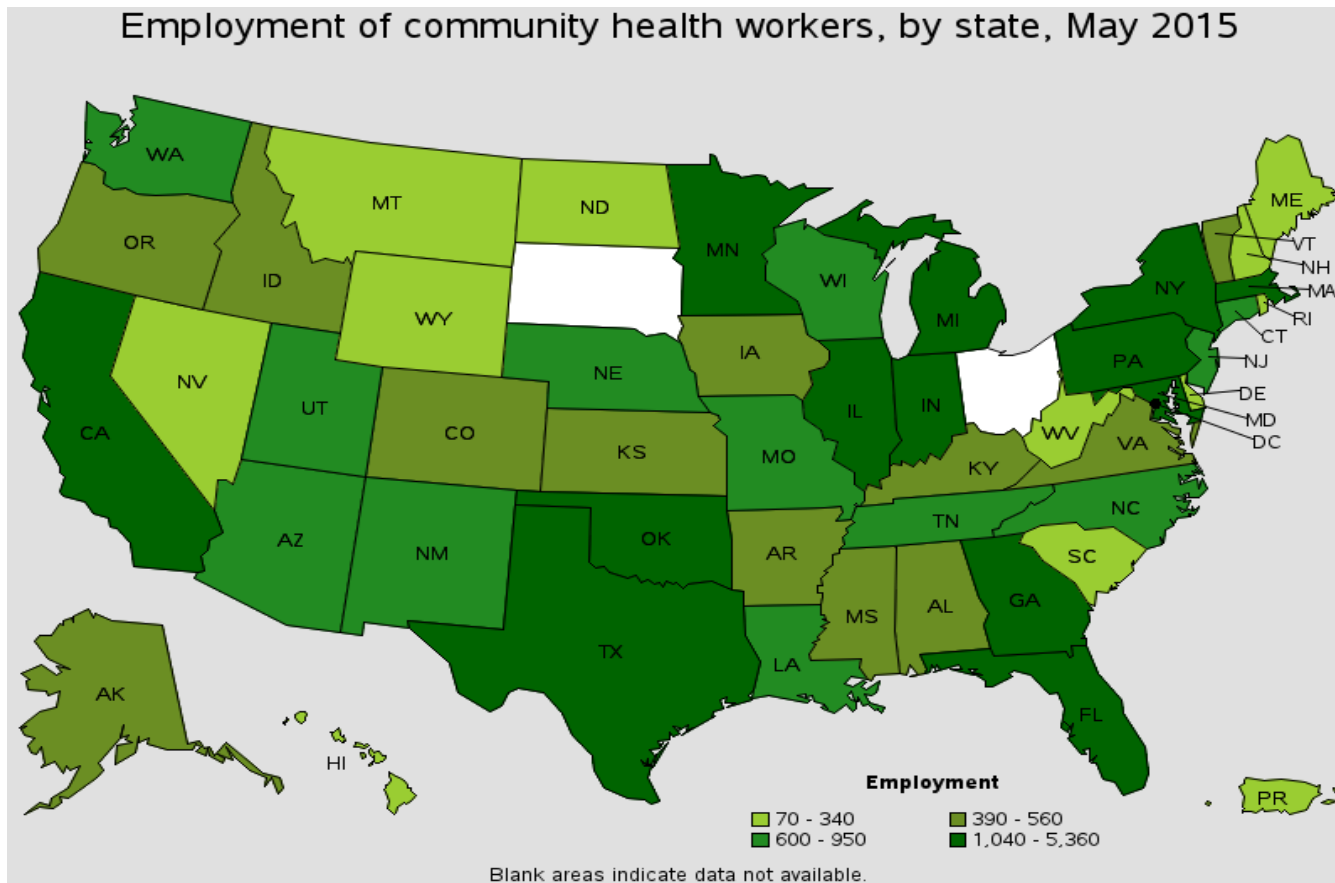 Employment of community health workers, by state, May 2015
WA
MT
ND
MN
ME
VT
NH
MA
RI
CT
NJ
DE
MD
DC
OR
ID
WY
WI
MI
NY
PA
NV
UT
CO
NE
IA
IL
IN
WV
VA
CA
KS
MO
KY
AZ
NM
OK
AR
TN
NC
SC
TX
LA
MS
AL
GA
FL
AK
HI
PR
Employment
70 - 340
390 - 560
600 - 950
1,040 - 5,360
Blank areas indicate data not available.